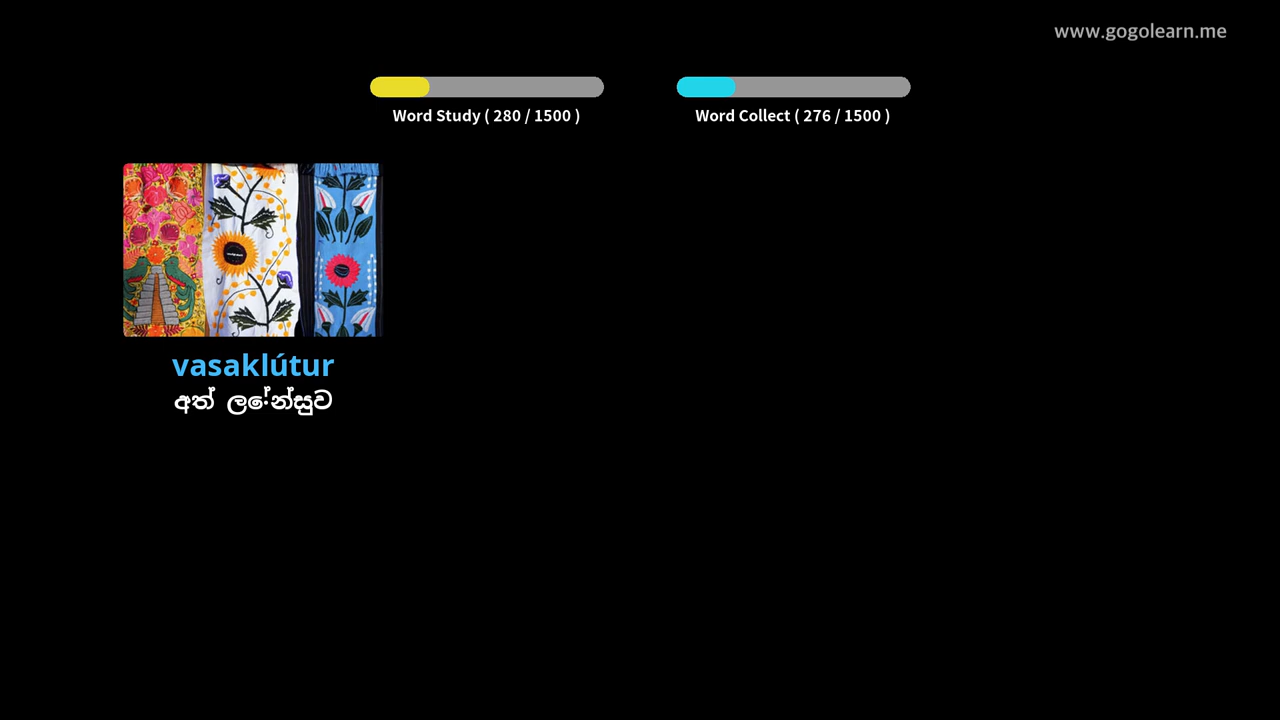 www.gogolearn.me
Word Study ( 280 / 1500 )
Word Collect ( 276 / 1500 )
vasaklútur
අත් ලේන්සුව